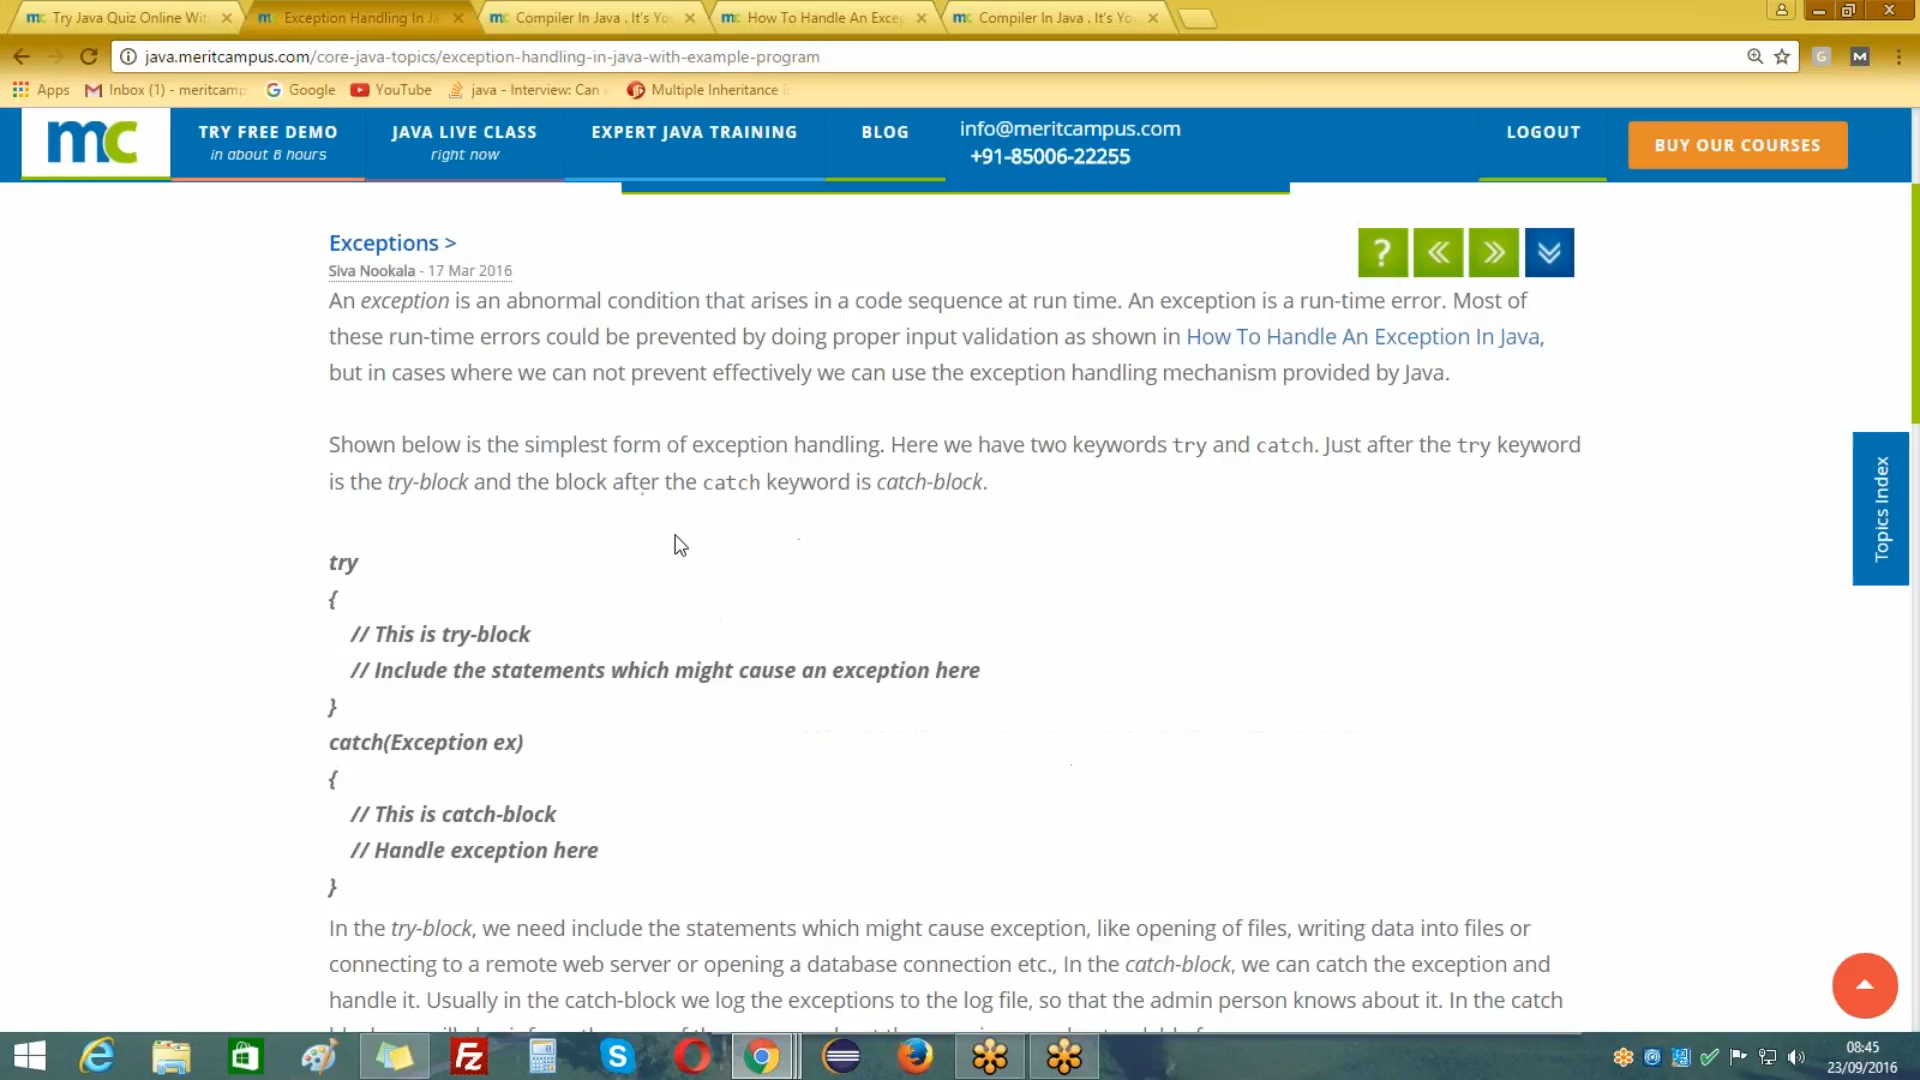 Try Java Quiz Online Wit
Exception Handling In Ja
Compiler In Java , It's Yo
How To Handle An Exce
Compiler In Java , It's Yo
java.meritcampus.com/core-java-topics/exception-handling-in-java-with-example-program
Apps
Inbox (1) - meritcamp
Google
YouTube
java - Interview: Can
Multiple Inheritance i
mc
TRY FREE DEMO
in about 8 hours
JAVA LIVE CLASS
right now
EXPERT JAVA TRAINING
BLOG
info@meritcampus.com
+91-85006-22255
LOGOUT
BUY OUR COURSES
Exceptions >
Siva Nookala - 17 Mar 2016
An exception is an abnormal condition that arises in a code sequence at run time. An exception is a run-time error. Most of
these run-time errors could be prevented by doing proper input validation as shown in How To Handle An Exception In Java,
but in cases where we can not prevent effectively we can use the exception handling mechanism provided by Java.
Shown below is the simplest form of exception handling. Here we have two keywords try and catch. Just after the try keyword
is the try-block and the block after the catch keyword is catch-block.
try
{
// This is try-block
// Include the statements which might cause an exception here
}
catch(Exception ex)
{
// This is catch-block
// Handle exception here
}
In the try-block, we need include the statements which might cause exception, like opening of files, writing data into files or
connecting to a remote web server or opening a database connection etc., In the catch-block, we can catch the exception and
handle it. Usually in the catch-block we log the exceptions to the log file, so that the admin person knows about it. In the catch
Topics Index
08:45
23/09/2016